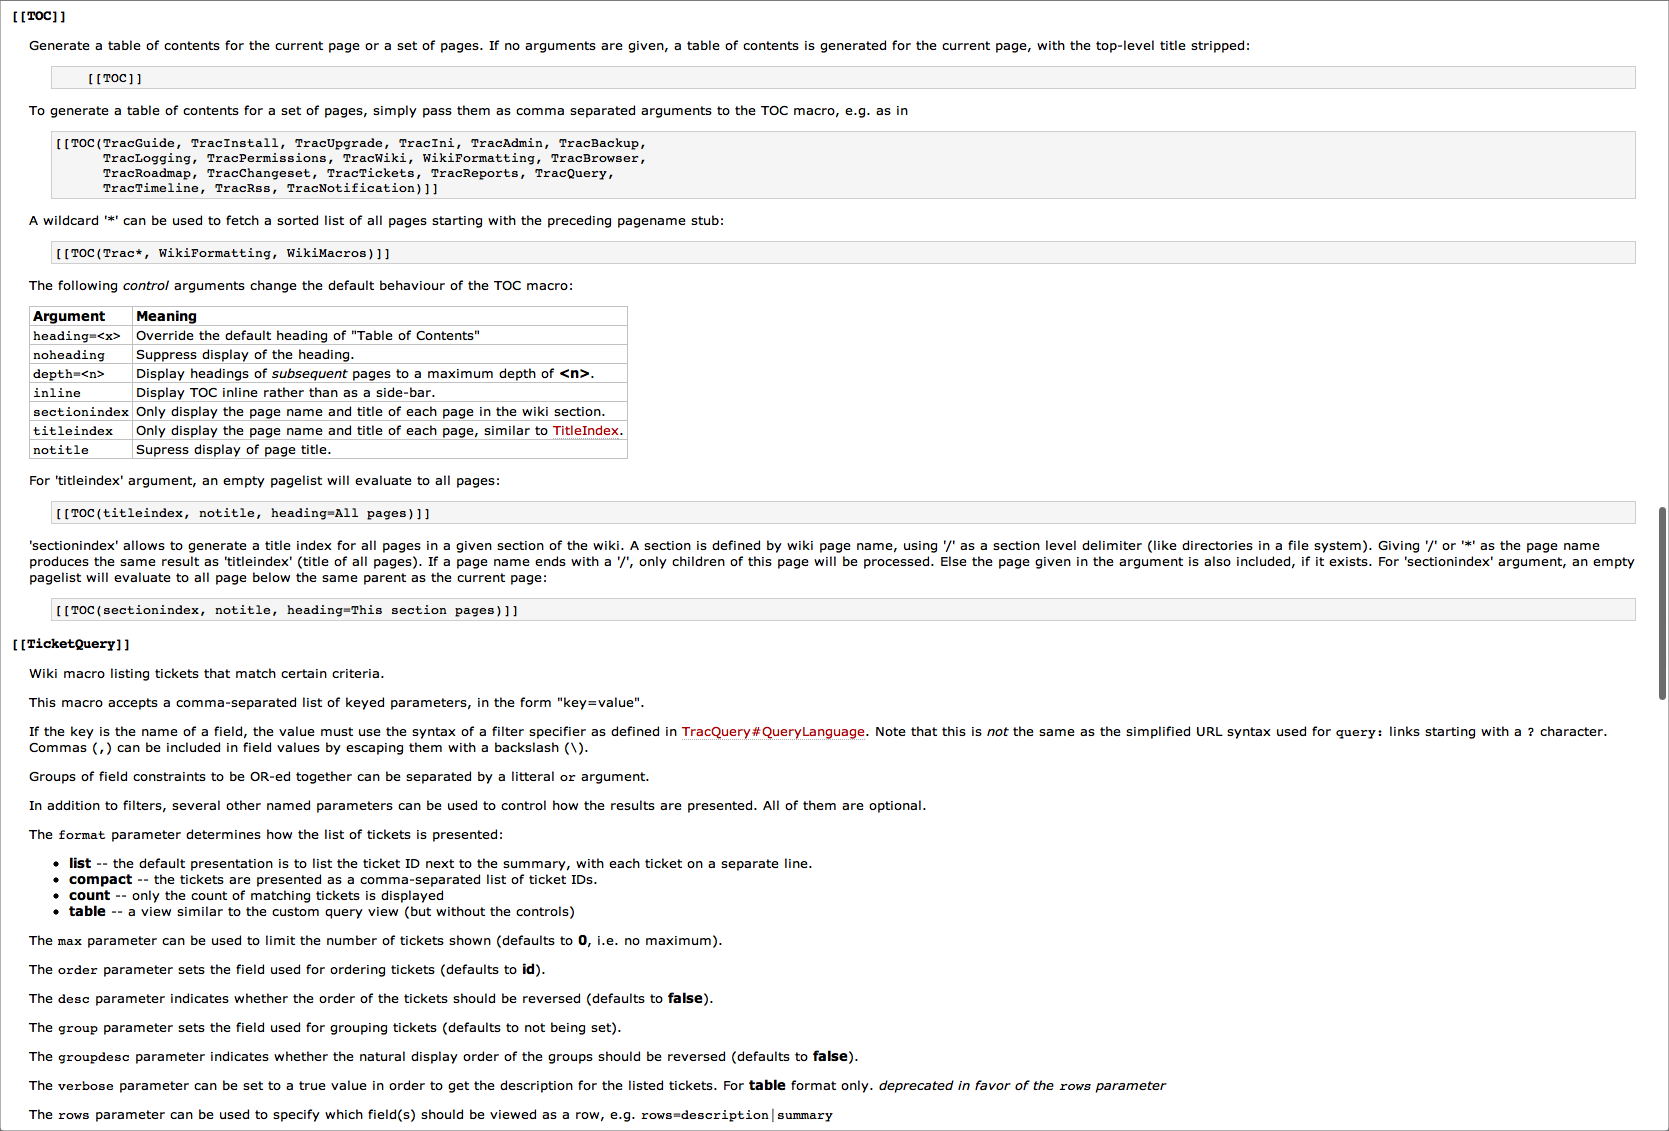 [[TOC]]
Generate a table of contents for the current page or a set of pages. If no arguments are given, a table of contents is generated for the current page, with the top-level title stripped:
[[TOC]]
To generate a table of contents for a set of pages, simply pass them as comma separated arguments to the TOC macro, e.g. as in
[[TOC(TracGuide, TracInstall, TracUpgrade, TracIni, TracAdmin, TracBackup,
TracLogging, TracPermissions, TracWiki, WikiFormatting, TracBrowser,
TracRoadmap, TracChangeset, TracTickets, TracReports, TracQuery,
TracTimeline, TracRss, TracNotification)]]
A wildcard '*' can be used to fetch a sorted list of all pages starting with the preceding pagename stub:
[[TOC(Trac*, WikiFormatting, WikiMacros)]]
The following control arguments change the default behaviour of the TOC macro:
Argument Meaning
heading=<x> Override the default heading of "Table of Contents"
noheading Suppress display of the heading.
depth=<n> Display headings of subsequent pages to a maximum depth of <n>.
inline Display TOC inline rather than as a side-bar.
sectionindex Only display the page name and title of each page in the wiki section.
titleindex Only display the page name and title of each page, similar to TitleIndex.
notitle Supress display of page title.
For 'titleindex' argument, an empty pagelist will evaluate to all pages:
[[TOC(titleindex, notitle, heading=All pages)]]
'sectionindex' allows to generate a title index for all pages in a given section of the wiki. A section is defined by wiki page name, using '/' as a section level delimiter (like directories in a file system). Giving '/' or '*' as the page name
produces the same result as 'titleindex' (title of all pages). If a page name ends with a '/', only children of this page will be processed. Else the page given in the argument is also included, if it exists. For 'sectionindex' argument, an empty
pagelist will evaluate to all page below the same parent as the current page:
[[TOC(sectionindex, notitle, heading=This section pages)]]
[[TicketQuery]]
Wiki macro listing tickets that match certain criteria.
This macro accepts a comma-separated list of keyed parameters, in the form "key=value".
If the key is the name of a field, the value must use the syntax of a filter specifier as defined in TracQuery#QueryLanguage. Note that this is not the same as the simplified URL syntax used for query: links starting with a ? character.
Commas (,) can be included in field values by escaping them with a backslash (\).
Groups of field constraints to be OR-ed together can be separated by a litteral or argument.
In addition to filters, several other named parameters can be used to control how the results are presented. All of them are optional.
The format parameter determines how the list of tickets is presented:
• list -- the default presentation is to list the ticket ID next to the summary, with each ticket on a separate line.
• compact -- the tickets are presented as a comma-separated list of ticket IDs.
• count -- only the count of matching tickets is displayed
• table -- a view similar to the custom query view (but without the controls)
The max parameter can be used to limit the number of tickets shown (defaults to 0, i.e. no maximum).
The order parameter sets the field used for ordering tickets (defaults to id).
The desc parameter indicates whether the order of the tickets should be reversed (defaults to false).
The group parameter sets the field used for grouping tickets (defaults to not being set).
The groupdesc parameter indicates whether the natural display order of the groups should be reversed (defaults to false).
The verbose parameter can be set to a true value in order to get the description for the listed tickets. For table format only. deprecated in favor of the rows parameter
The rows parameter can be used to specify which field(s) should be viewed as a row, e.g. rows=description|summary